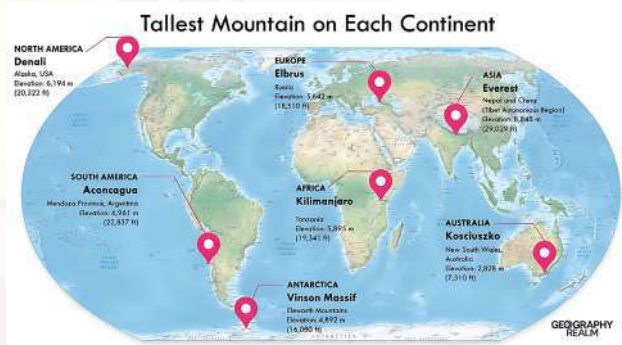 Tallest Mountain on Each Continent
NORTH AMERICA
Denali
Alaska, USA
Elevation: 6,194 m
(20,322 ft)
EUROPE
Elbrus
Russia
Elevation: 5,642 m
(18,510 ft)
ASIA
Everest
Nepal and China
(Tibet Autonomous Region)
Elevation: 8,848 m
(29,029 ft)
SOUTH AMERICA
Aconcagua
Mendoza Province, Argentina
Elevation: 6,961 m
(22,837 ft)
AFRICA
Kilimanjaro
Tanzania
Elevation: 5,895 m
(19,341 ft)
AUSTRALIA
Kosciuszko
New South Wales,
Australia
Elevation: 2,828 m
(7,310 ft)
ANTARCTICA
Vinson Massif
Elevation: 4,892 m
(16,050 ft)
ANTARCTICA
GEOGRAPHY
REALM